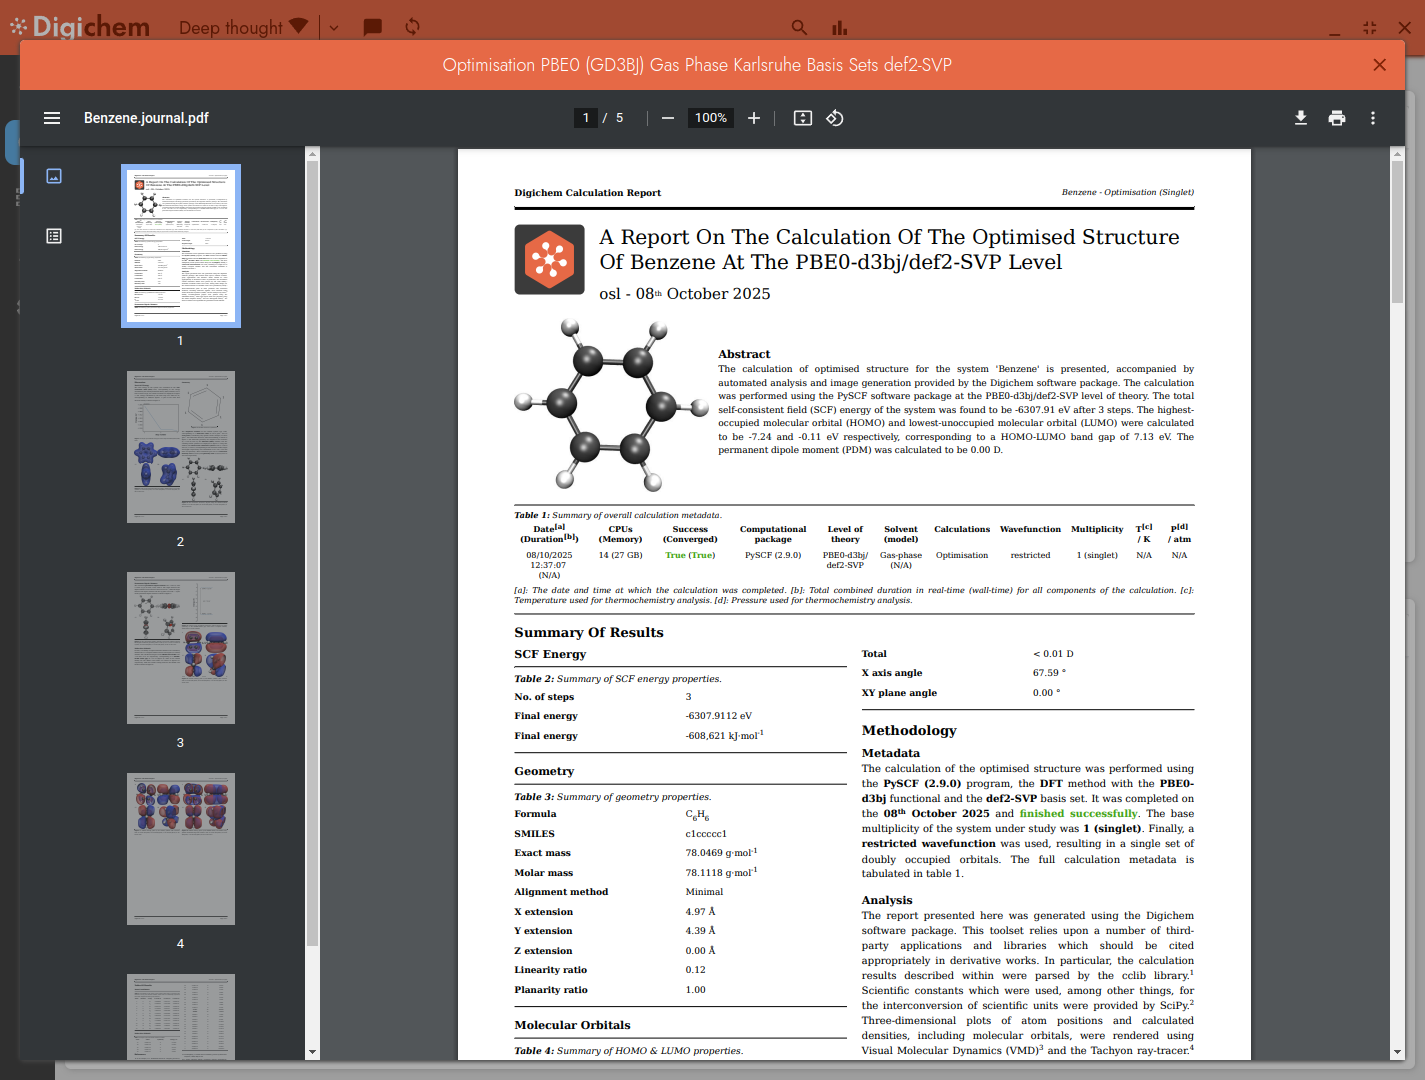 Digichem
Deep thought
Optimisation PBE0 (GD3BJ) Gas Phase Karlsruhe Basis Sets def2-SVP
Benzene.journal.pdf
1 / 5
100%
1
2
3
4
Digichem Calculation Report
Benzene - Optimisation (Singlet)
A Report On The Calculation Of The Optimised Structure
Of Benzene At The PBE0-d3bj/def2-SVP Level
osl - 08th October 2025
Abstract
The calculation of optimised structure for the system 'Benzene' is presented, accompanied by
automated analysis and image generation provided by the Digichem software package. The calculation
was performed using the PySCF software package at the PBE0-d3bj/def2-SVP level of theory. The total
self-consistent field (SCF) energy of the system was found to be -6307.91 eV after 3 steps. The highest-
occupied molecular orbital (HOMO) and lowest-unoccupied molecular orbital (LUMO) were calculated
to be -7.24 and -0.11 eV respectively, corresponding to a HOMO-LUMO band gap of 7.13 eV. The
permanent dipole moment (PDM) was calculated to be 0.00 D.
Table 1: Summary of overall calculation metadata.
Date[a] CPUs Success Computational Level of Solvent Calculations Wavefunction Multiplicity T[c] P[d]
(Duration[b]) (Memory) (Converged) package theory (model) / K / atm
08/10/2025 14 (27 GB) True (True) PySCF (2.9.0) PBE0-d3bj/ Gas-phase Optimisation restricted 1 (singlet) N/A N/A
12:37:07 def2-SVP (N/A)
(N/A)
[a]: The date and time at which the calculation was completed. [b]: Total combined duration in real-time (wall-time) for all components of the calculation. [c]:
Temperature used for thermochemistry analysis. [d]: Pressure used for thermochemistry analysis.
Summary Of Results
SCF Energy
Table 2: Summary of SCF energy properties.
No. of steps 3
Final energy -6307.9112 eV
Final energy -608,621 kJ·mol-1
Geometry
Table 3: Summary of geometry properties.
Formula C6H6
SMILES c1ccccc1
Exact mass 78.0469 g·mol-1
Molar mass 78.1118 g·mol-1
Alignment method Minimal
X extension 4.97 Å
Y extension 4.39 Å
Z extension 0.00 Å
Linearity ratio 0.12
Planarity ratio 1.00
Molecular Orbitals
Table 4: Summary of HOMO & LUMO properties.
Total < 0.01 D
X axis angle 67.59 °
XY plane angle 0.00 °
Methodology
Metadata
The calculation of the optimised structure was performed using
the PySCF (2.9.0) program, the DFT method with the PBE0-
d3bj functional and the def2-SVP basis set. It was completed on
the 08th October 2025 and finished successfully. The base
multiplicity of the system under study was 1 (singlet). Finally, a
restricted wavefunction was used, resulting in a single set of
doubly occupied orbitals. The full calculation metadata is
tabulated in table 1.
Analysis
The report presented here was generated using the Digichem
software package. This toolset relies upon a number of third-
party applications and libraries which should be cited
appropriately in derivative works. In particular, the calculation
results described within were parsed by the cclib library.1
Scientific constants which were used, among other things, for
the interconversion of scientific units were provided by SciPy.2
Three-dimensional plots of atom positions and calculated
densities, including molecular orbitals, were rendered using
Visual Molecular Dynamics (VMD)3 and the Tachyon ray-tracer.4